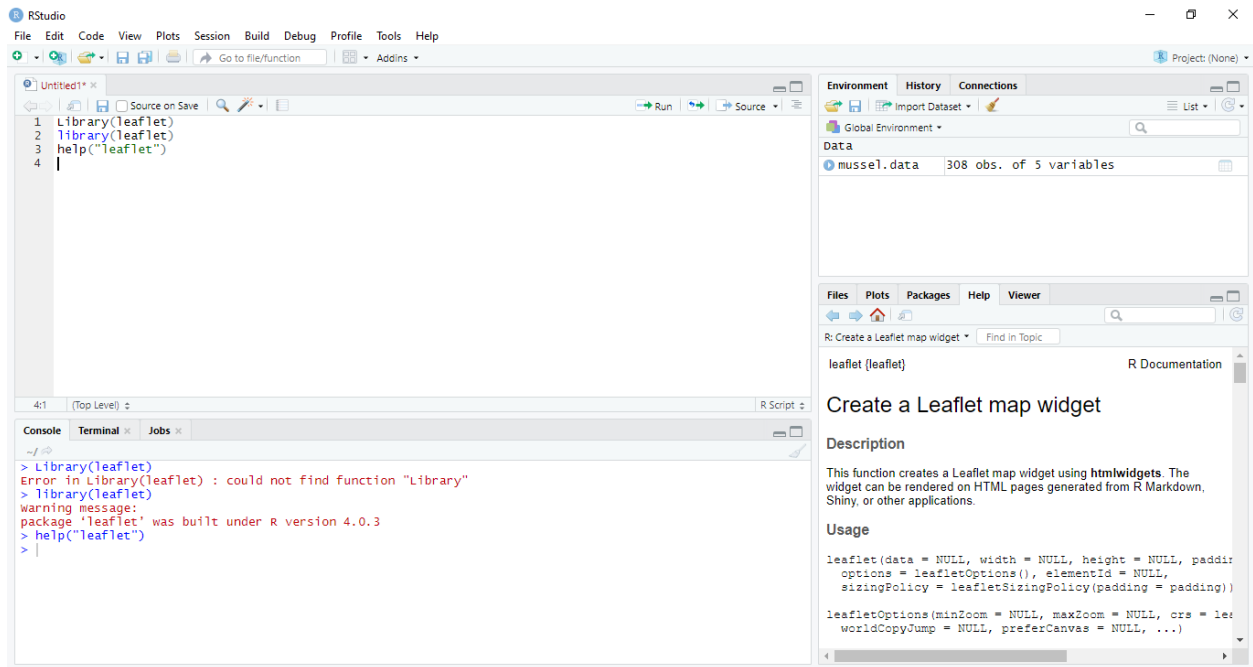 RStudio
File Edit Code View Plots Session Build Debug Profile Tools Help
Go to file/function Addins Project: (None)
Untitled1*
Source on Save Run Source
1 Library(leaflet)
2 library(leaflet)
3 help("leaflet")
4
4:1 (Top Level) R Script
Console Terminal Jobs
~/
> Library(leaflet)
Error in Library(leaflet) : could not find function "Library"
> library(leaflet)
Warning message:
package ‘leaflet’ was built under R version 4.0.3
> help("leaflet")
>
Environment History Connections
Import Dataset List
Global Environment
Data
mussel.data 308 obs. of 5 variables
Files Plots Packages Help Viewer
R: Create a Leaflet map widget Find in Topic
leaflet {leaflet} R Documentation
Create a Leaflet map widget
Description
This function creates a Leaflet map widget using htmlwidgets. The
widget can be rendered on HTML pages generated from R Markdown,
Shiny, or other applications.
Usage
leaflet(data = NULL, width = NULL, height = NULL, paddin
options = leafletOptions(), elementId = NULL,
sizingPolicy = leafletSizingPolicy(padding = padding))
leafletOptions(minZoom = NULL, maxZoom = NULL, crs = lea
worldCopyJump = NULL, preferCanvas = NULL, ...)